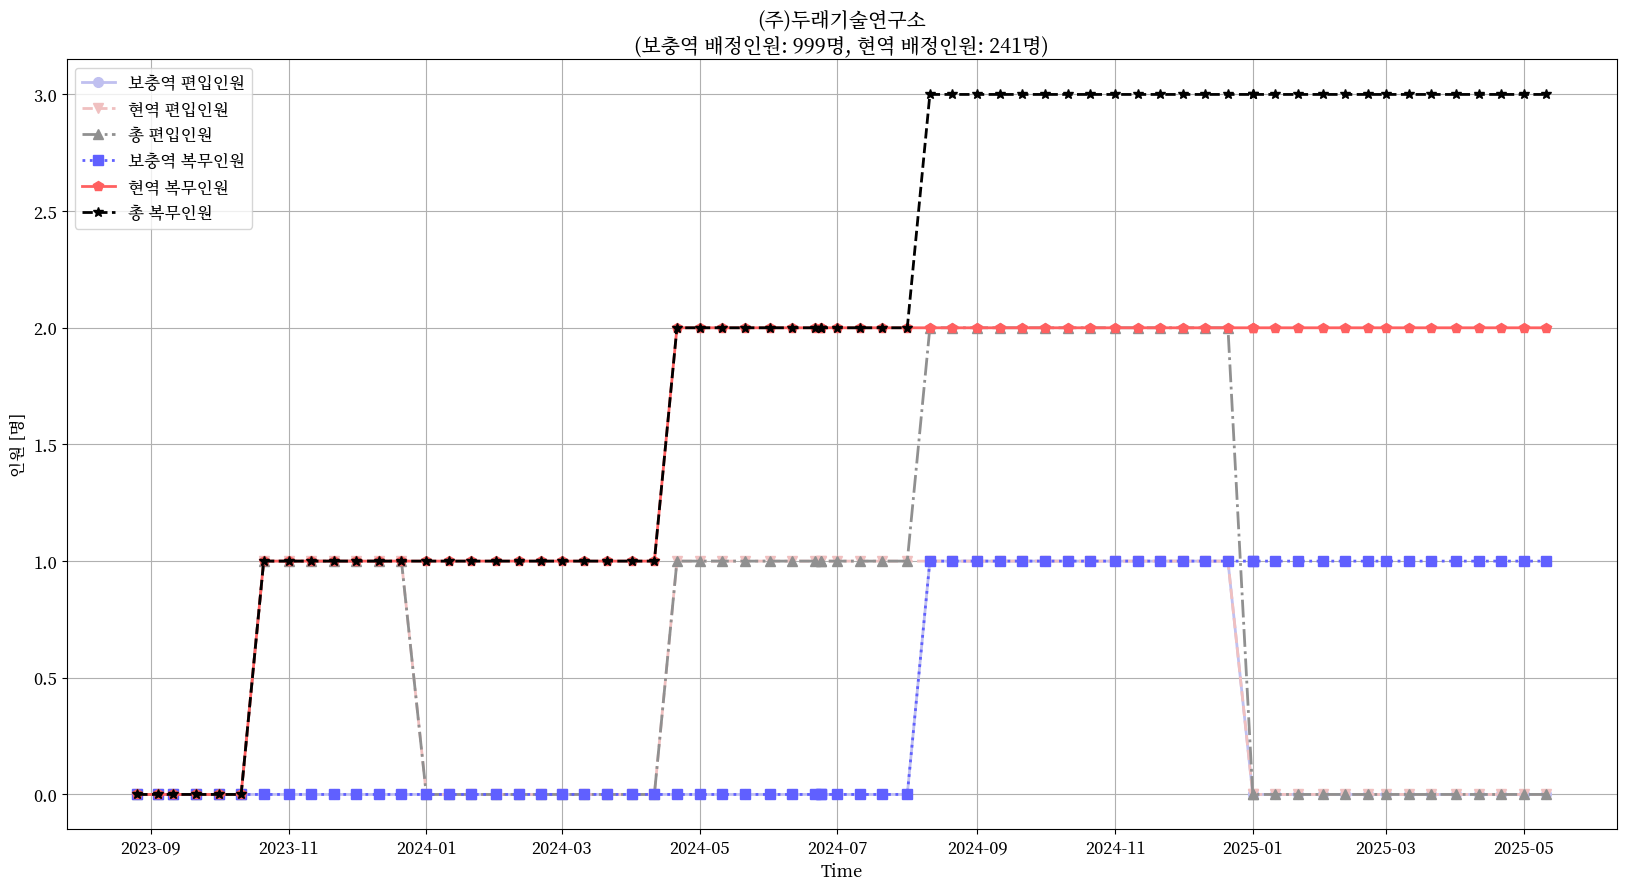 (주)두래기술연구소
(보충역 배정인원: 999명, 현역 배정인원: 241명)
보충역 편입인원
현역 편입인원
총 편입인원
보충역 복무인원
현역 복무인원
총 복무인원
인원 [명]
3.0
2.5
2.0
1.5
1.0
0.5
0.0
2023-09
2023-11
2024-01
2024-03
2024-05
2024-07
2024-09
2024-11
2025-01
2025-03
2025-05
Time